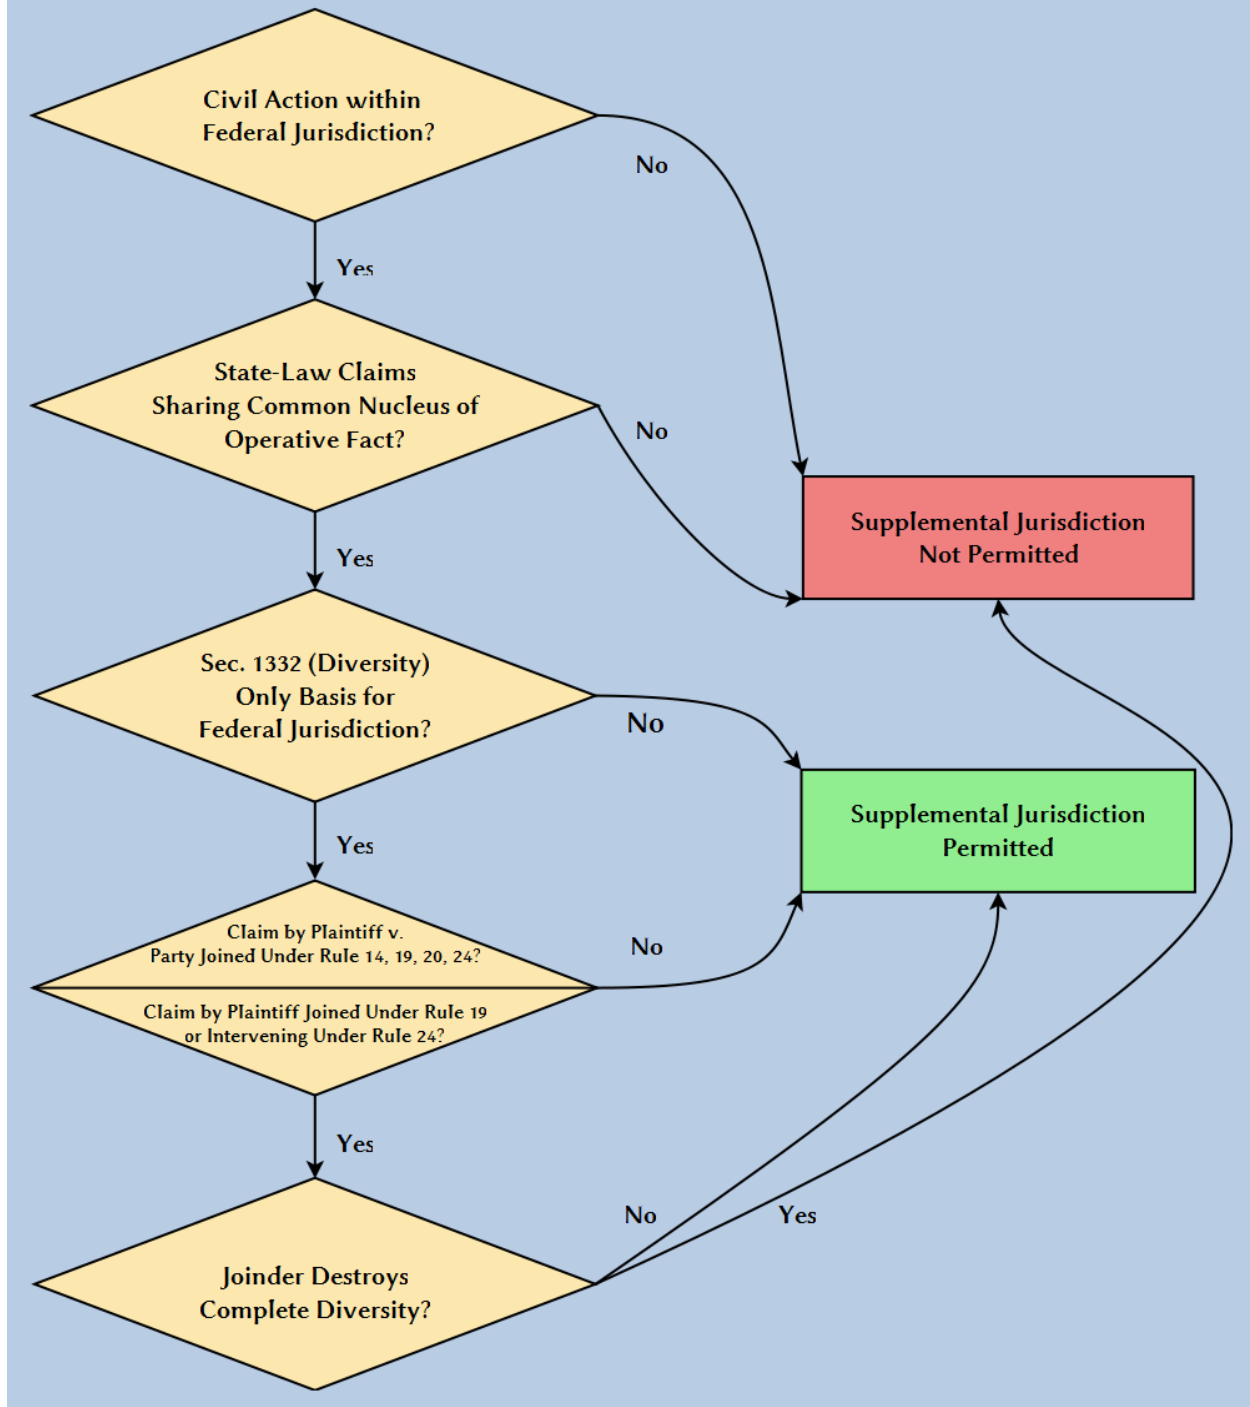 Civil Action within
Federal Jurisdiction?
No
Yes
State-Law Claims
Sharing Common Nucleus of
Operative Fact?
No
Supplemental Jurisdiction
Not Permitted
Yes
Sec. 1332 (Diversity)
Only Basis for
Federal Jurisdiction?
No
Supplemental Jurisdiction
Permitted
Yes
Claim by Plaintiff v.
Party Joined Under Rule 14, 19, 20, 24?
No
Claim by Plaintiff Joined Under Rule 19
or Intervening Under Rule 24?
Yes
No
Yes
Joinder Destroys
Complete Diversity?